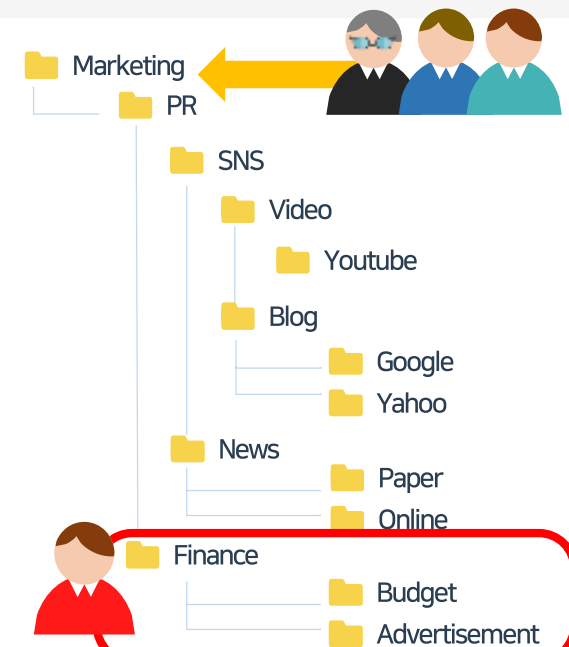 Marketing
PR
SNS
Video
Youtube
Blog
Google
Yahoo
News
Paper
Online
Finance
Budget
Advertisement